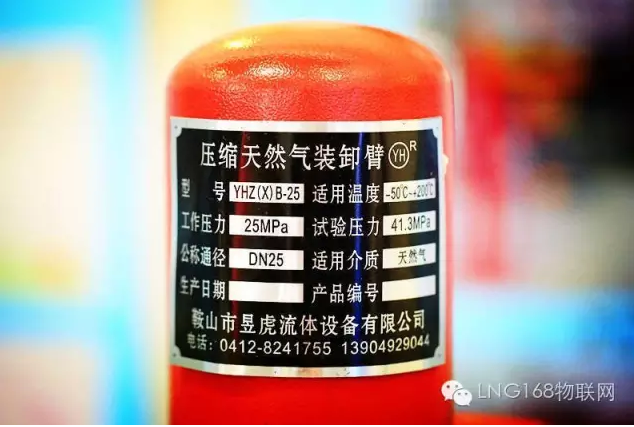 压缩天然气装卸臂 YH R
型 号 YHZ(X)B-25 适用温度 -50℃~+200℃
工作压力 25MPa 试验压力 41.3MPa
公称通径 DN25 适用介质 天然气
生产日期 产品编号
鞍山市昱虎流体设备有限公司
电话:0412-8241755 13904929044
LNG168物联网